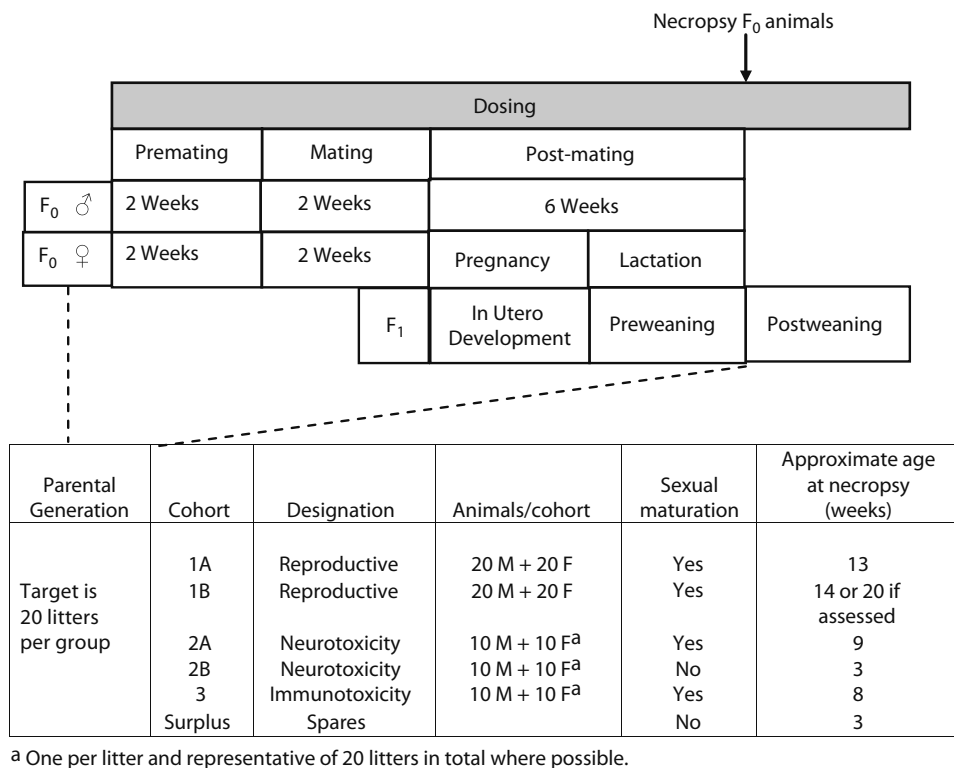 Necropsy F₀ animals
Dosing
Premating Mating Post-mating
F₀ ♂ 2 Weeks 2 Weeks 6 Weeks
F₀ ♀ 2 Weeks 2 Weeks Pregnancy Lactation
F₁ In Utero
Development Preweaning Postweaning
Parental
Generation Cohort Designation Animals/cohort Sexual
maturation Approximate age
at necropsy
(weeks)
Target is
20 litters
per group
1A Reproductive 20 M + 20 F Yes 13
1B Reproductive 20 M + 20 F Yes 14 or 20 if
assessed
2A Neurotoxicity 10 M + 10 Fᵃ Yes 9
2B Neurotoxicity 10 M + 10 Fᵃ No 3
3 Immunotoxicity 10 M + 10 Fᵃ Yes 8
Surplus Spares No 3
ᵃ One per litter and representative of 20 litters in total where possible.